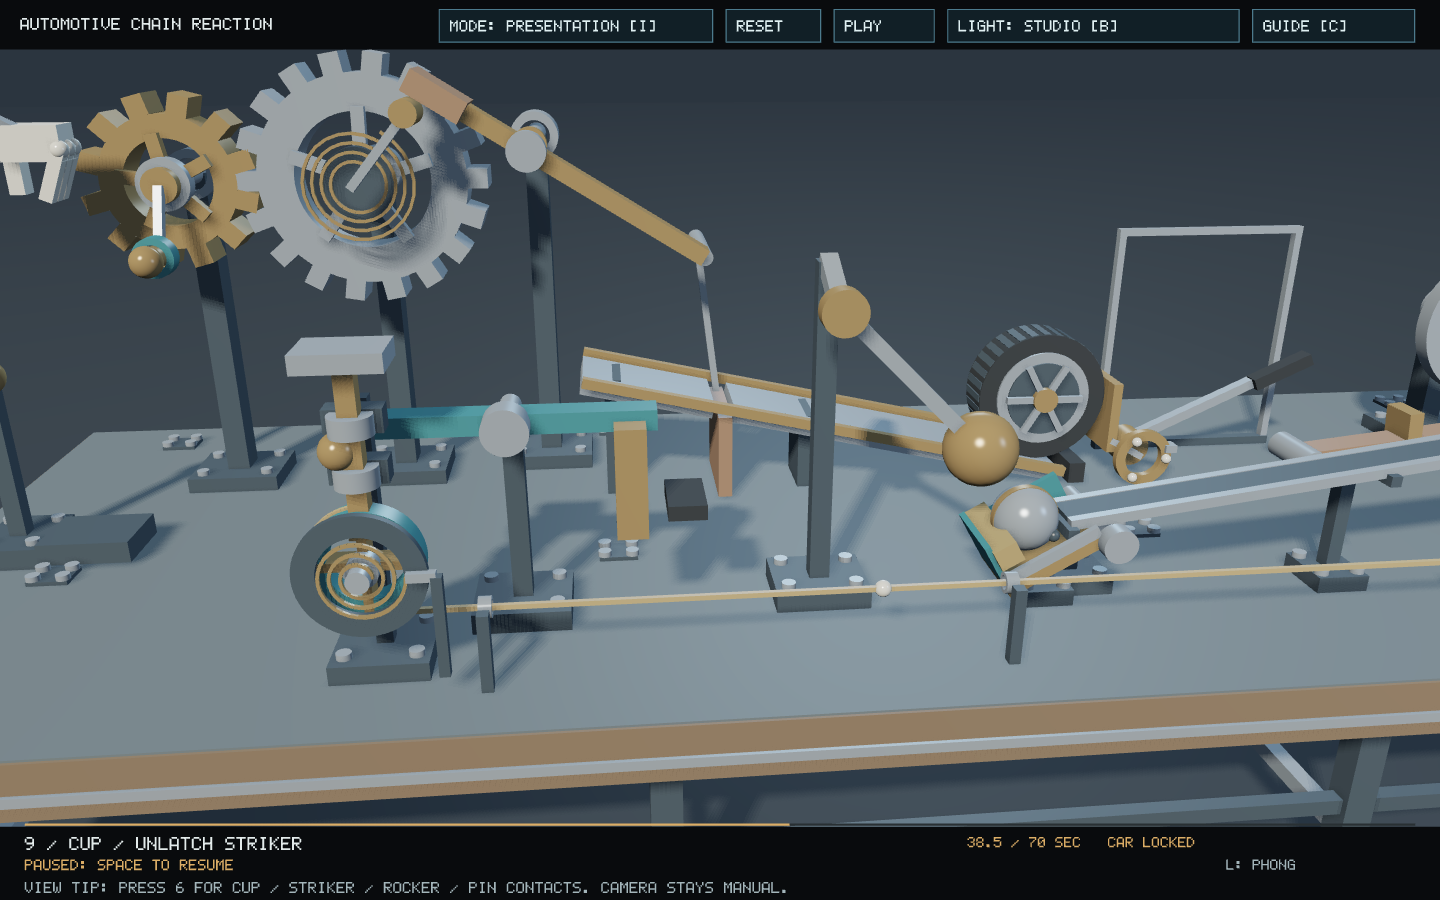 AUTOMOTIVE CHAIN REACTION
MODE: PRESENTATION [I]
RESET
PLAY
LIGHT: STUDIO [B]
GUIDE [C]
9 / CUP / UNLATCH STRIKER
38.5 / 70 SEC
CAR LOCKED
PAUSED: SPACE TO RESUME
L: PHONG
VIEW TIP: PRESS 6 FOR CUP / STRIKER / ROCKER / PIN CONTACTS. CAMERA STAYS MANUAL.